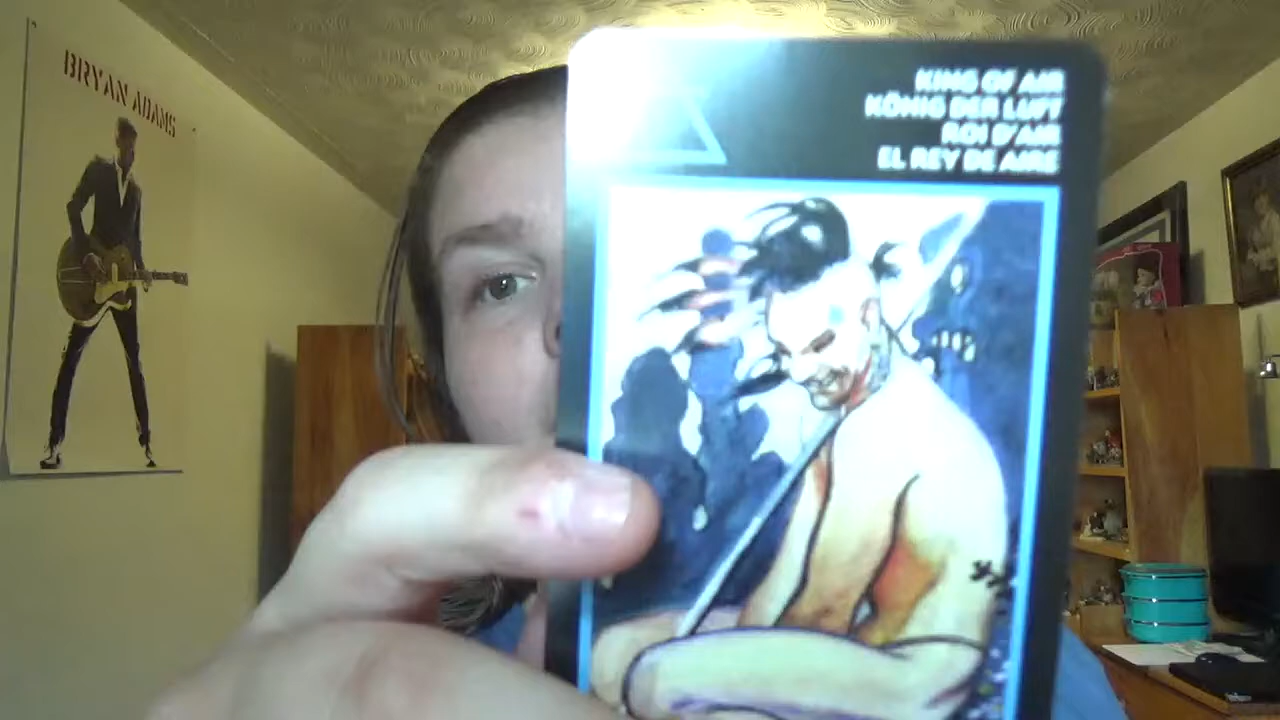 BRYAN ADAMS
KING OF AIR
KÖNIG DER LUFT
ROI D'AIR
EL REY DE AIRE